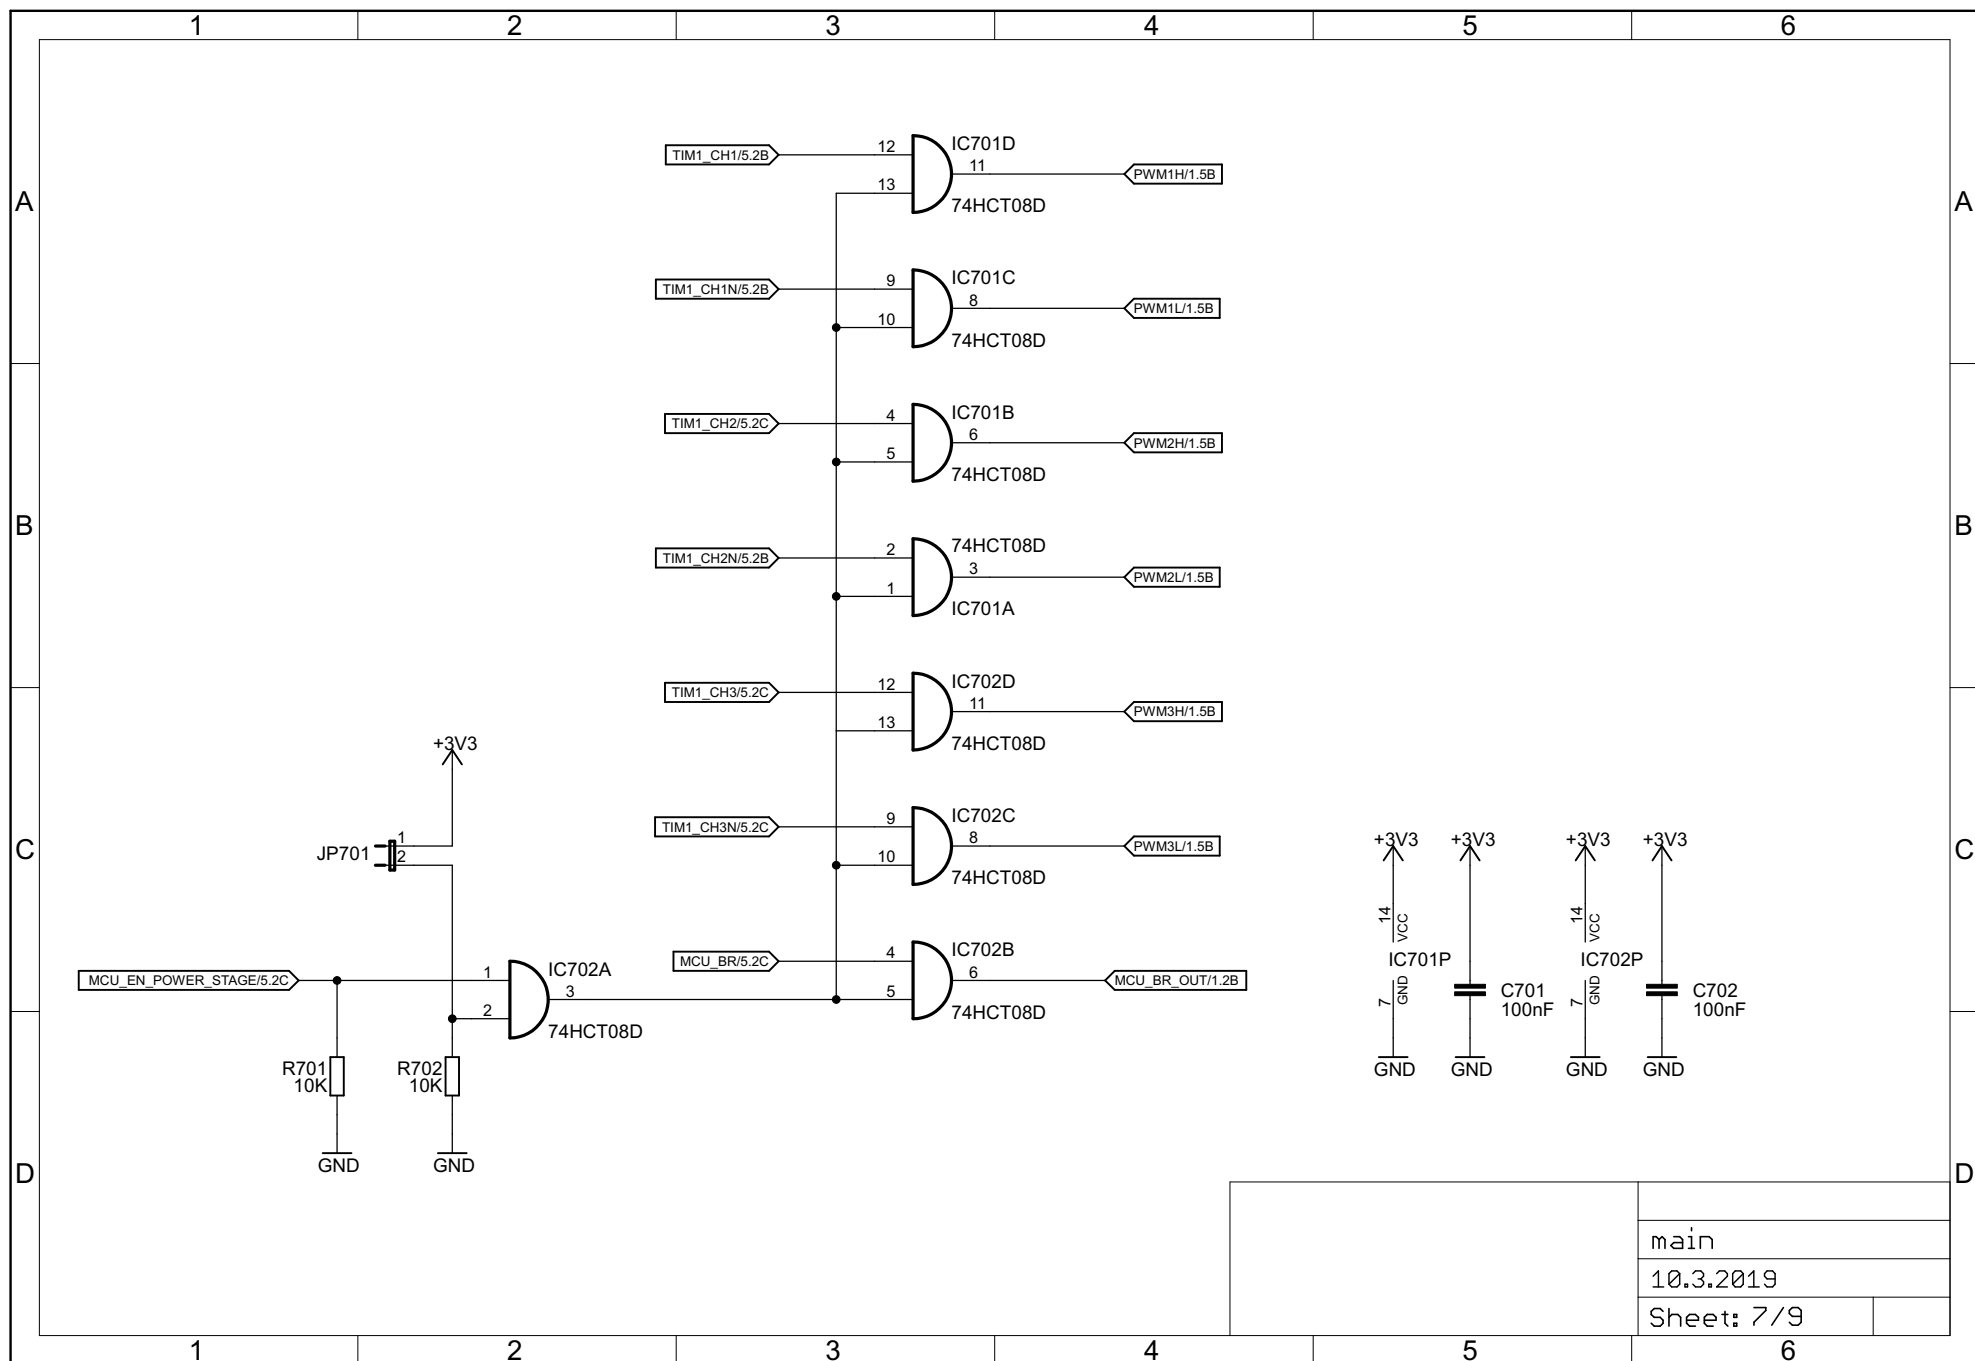 1 2 3 4 5 6
A A
B B
C C
D D
TIM1_CH1/5.2B
12
13
IC701D
11
74HCT08D
PWM1H/1.5B
TIM1_CH1N/5.2B
9
10
IC701C
8
74HCT08D
PWM1L/1.5B
TIM1_CH2/5.2C
4
5
IC701B
6
74HCT08D
PWM2H/1.5B
TIM1_CH2N/5.2B
2
1
74HCT08D
3
IC701A
PWM2L/1.5B
TIM1_CH3/5.2C
12
13
IC702D
11
74HCT08D
PWM3H/1.5B
TIM1_CH3N/5.2C
9
10
IC702C
8
74HCT08D
PWM3L/1.5B
MCU_BR/5.2C
4
5
IC702B
6
74HCT08D
MCU_BR_OUT/1.2B
+3V3
JP701
1
2
MCU_EN_POWER_STAGE/5.2C
1
2
IC702A
3
74HCT08D
R701
10K
GND
R702
10K
GND
+3V3
14
VCC
IC701P
7
GND
GND
+3V3
C701
100nF
GND
+3V3
14
VCC
IC702P
7
GND
GND
+3V3
C702
100nF
GND
main
10.3.2019
Sheet: 7/9
1 2 3 4 5 6